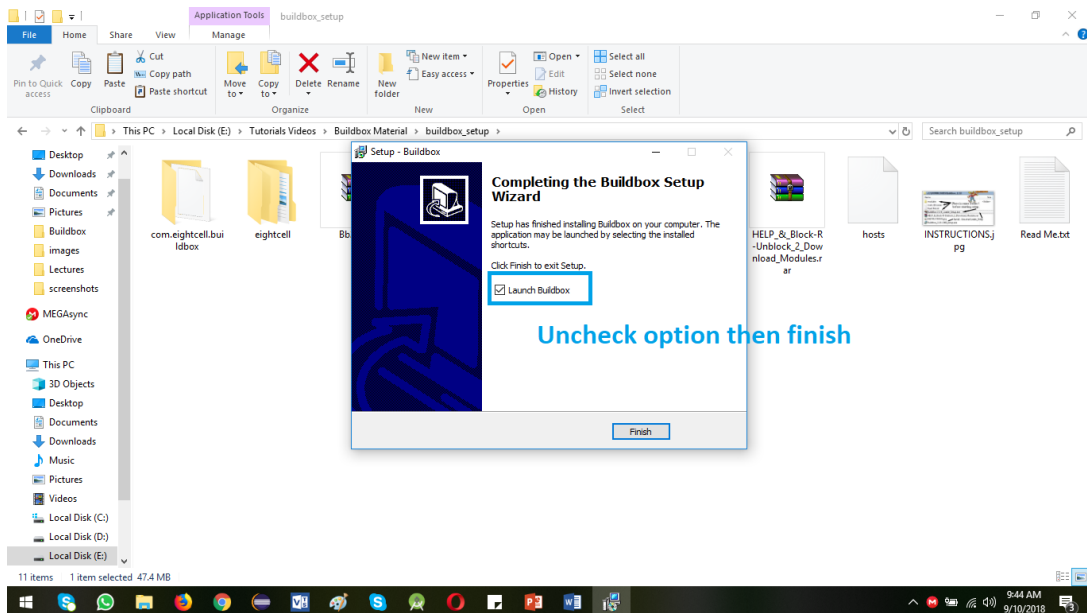 Application Tools
buildbox_setup
File Home Share View Manage
Pin to Quick access
Copy
Paste
Cut
Copy path
Paste shortcut
Clipboard
Move to
Copy to
Delete
Rename
Organize
New folder
New item
Easy access
New
Properties
Open
Edit
History
Open
Select all
Select none
Invert selection
Select
This PC > Local Disk (E:) > Tutorials Videos > Buildbox Material > buildbox_setup >
Search buildbox_setup
Desktop
Downloads
Documents
Pictures
Buildbox
images
Lectures
screenshots
MEGAsync
OneDrive
This PC
3D Objects
Desktop
Documents
Downloads
Music
Pictures
Videos
Local Disk (C:)
Local Disk (D:)
Local Disk (E:)
com.eightcell.bui
ldbox
eightcell
Bb
Setup - Buildbox
Completing the Buildbox Setup
Wizard
Setup has finished installing Buildbox on your computer. The
application may be launched by selecting the installed
shortcuts.
Click Finish to exit Setup.
Launch Buildbox
Uncheck option then finish
Finish
HELP_&_Block-R
-Unblock_2_Dow
nload_Modules.r
ar
hosts
INSTRUCTIONS.j
pg
Read Me.txt
11 items 1 item selected 47.4 MB
9:44 AM
9/10/2018